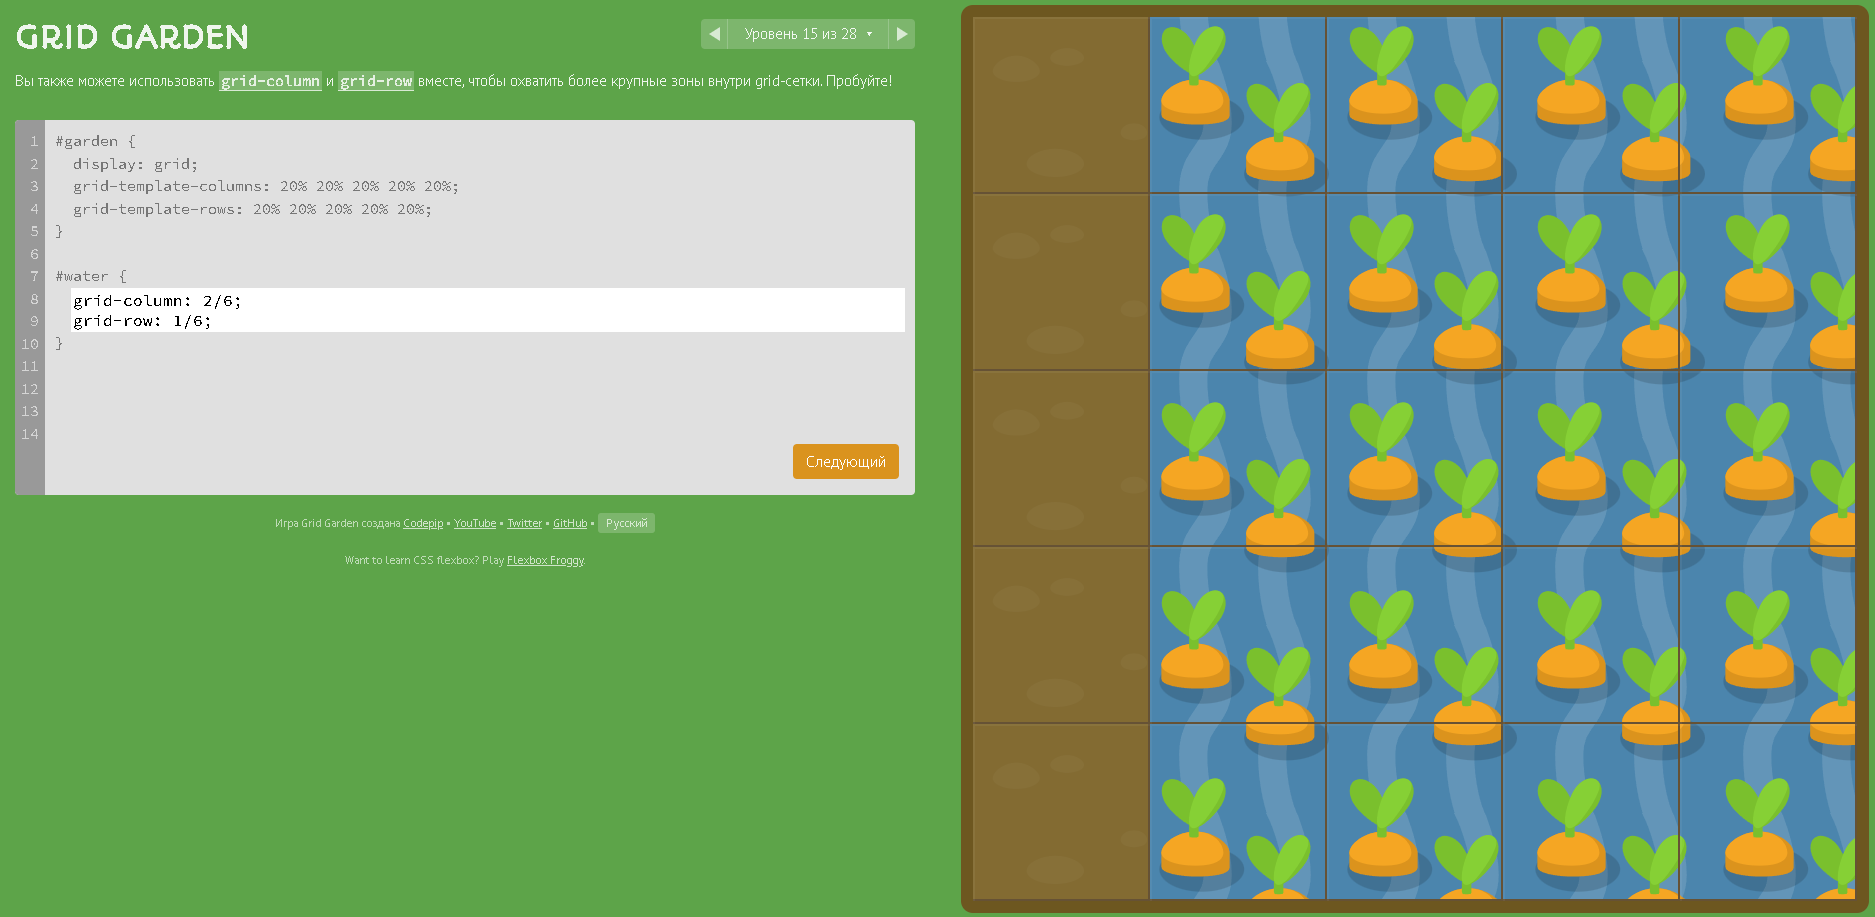 GRID GARDEN
◀ Уровень 15 из 28 ▾ ▶
Вы также можете использовать grid-column и grid-row вместе, чтобы охватить более крупные зоны внутри grid-сетки. Пробуйте!
1 #garden {
2 display: grid;
3 grid-template-columns: 20% 20% 20% 20% 20%;
4 grid-template-rows: 20% 20% 20% 20% 20%;
5 }
6
7 #water {
8 grid-column: 2/6;
9 grid-row: 1/6;
10 }
11
12
13
14
Следующий
Игра Grid Garden создана Codepip • YouTube • Twitter • GitHub • Русский
Want to learn CSS flexbox? Play Flexbox Froggy.